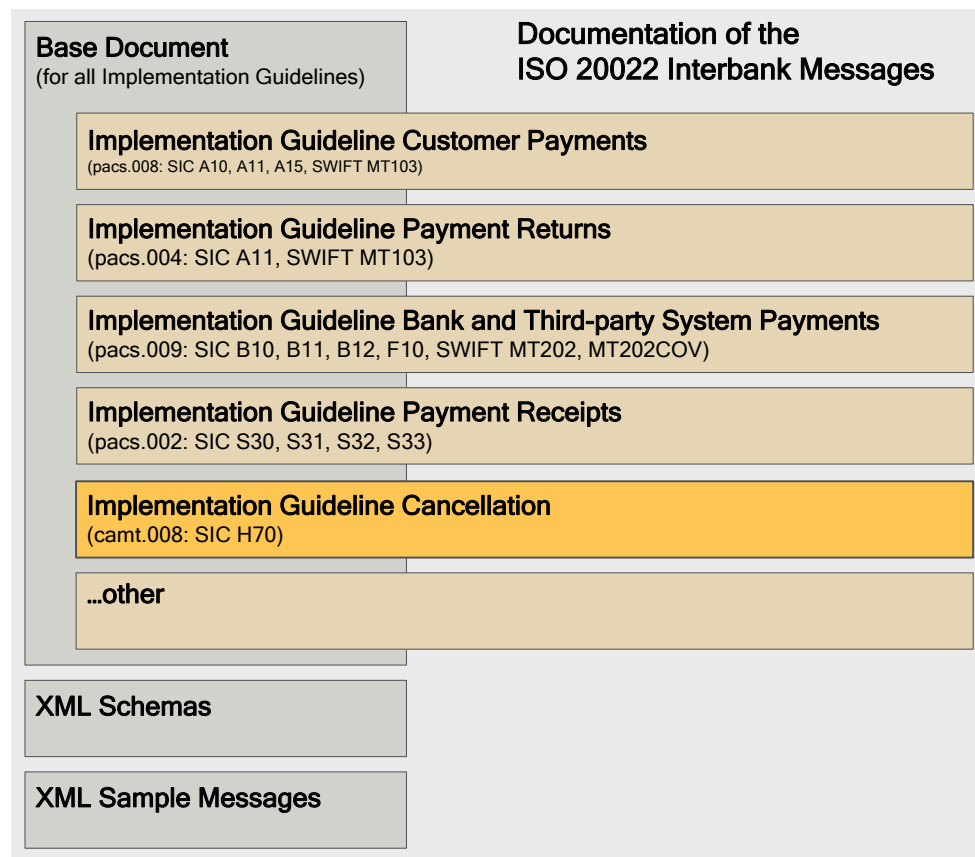 Base Document
(for all Implementation Guidelines)
Documentation of the
ISO 20022 Interbank Messages
Implementation Guideline Customer Payments
(pacs.008: SIC A10, A11, A15, SWIFT MT103)
Implementation Guideline Payment Returns
(pacs.004: SIC A11, SWIFT MT103)
Implementation Guideline Bank and Third-party System Payments
(pacs.009: SIC B10, B11, B12, F10, SWIFT MT202, MT202COV)
Implementation Guideline Payment Receipts
(pacs.002: SIC S30, S31, S32, S33)
Implementation Guideline Cancellation
(camt.008: SIC H70)
...other
XML Schemas
XML Sample Messages